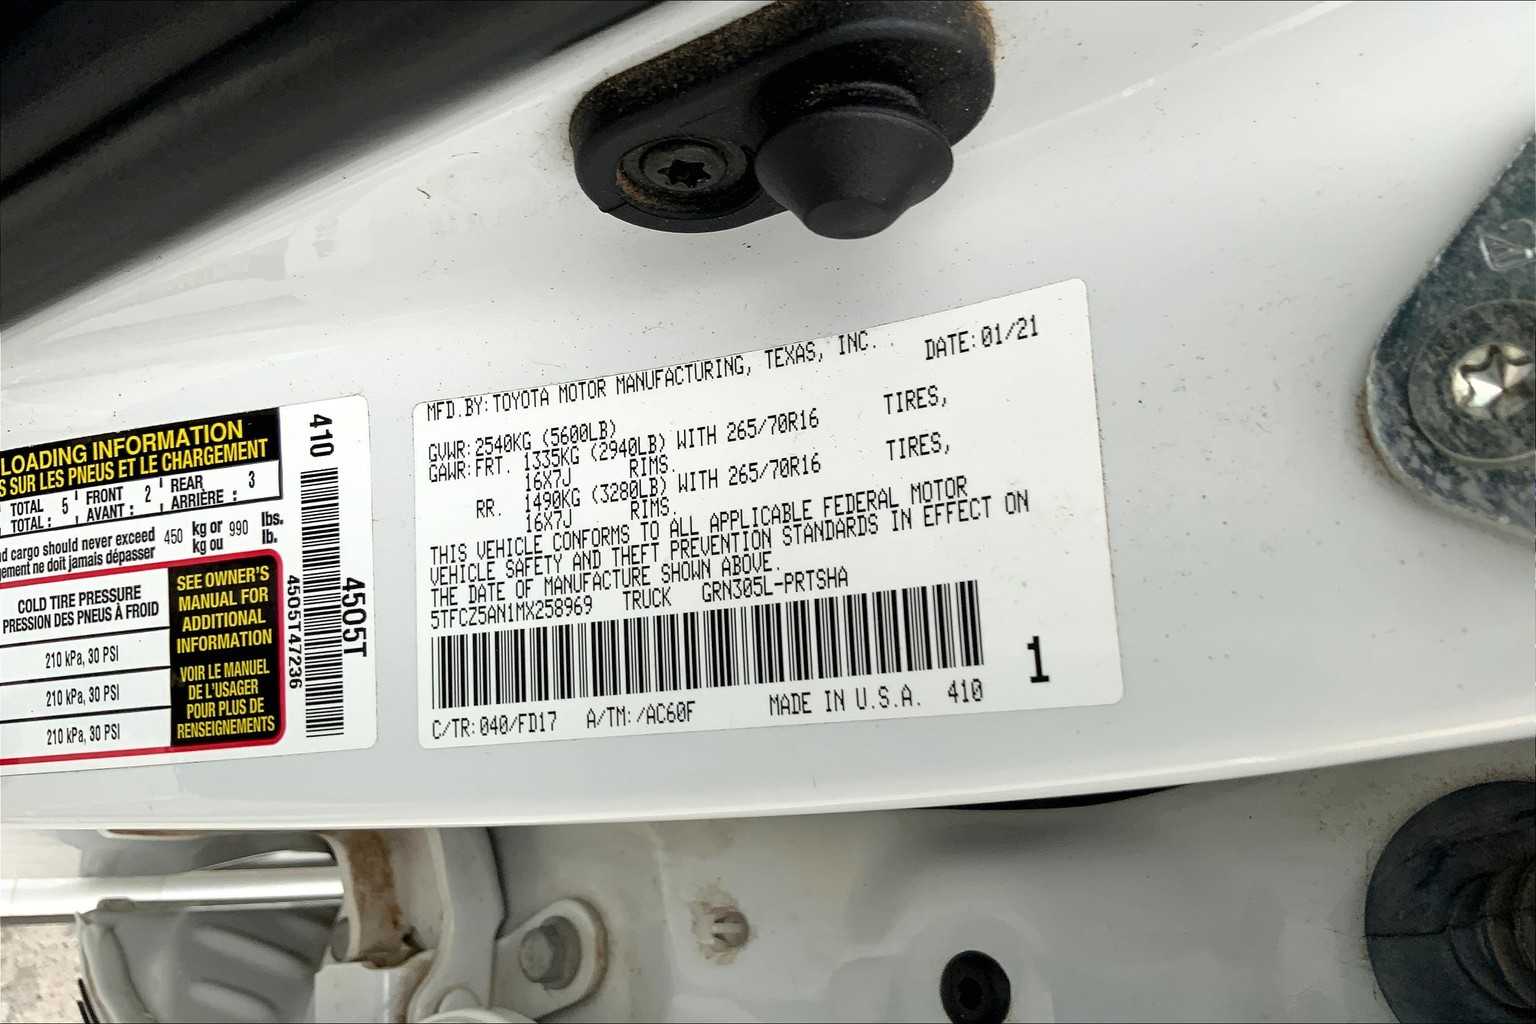 LOADING INFORMATION
S SUR LES PNEUS ET LE CHARGEMENT
TOTAL 5 FRONT 2 REAR 3
TOTAL : AVANT : ARRIÈRE :
cargo should never exceed 450 kg or 990 lbs.
ne doit jamais dépasser kg ou lb.
COLD TIRE PRESSURE
PRESSION DES PNEUS À FROID
210 kPa, 30 PSI
210 kPa, 30 PSI
210 kPa, 30 PSI
SEE OWNER'S
MANUAL FOR
ADDITIONAL
INFORMATION
VOIR LE MANUEL
DE L'USAGER
POUR PLUS DE
RENSEIGNEMENTS
410
4505T47236
4505T
MFD.BY:TOYOTA MOTOR MANUFACTURING, TEXAS, INC. DATE:01/21
GVWR:2540KG (5600LB)
GAWR:FRT. 1335KG (2940LB) WITH 265/70R16 TIRES,
16X7J RIMS.
RR. 1490KG (3280LB) WITH 265/70R16 TIRES,
16X7J RIMS.
THIS VEHICLE CONFORMS TO ALL APPLICABLE FEDERAL MOTOR
VEHICLE SAFETY AND THEFT PREVENTION STANDARDS IN EFFECT ON
THE DATE OF MANUFACTURE SHOWN ABOVE.
5TFCZ5AN1MX258969 TRUCK GRN305L-PRTSHA
C/TR:040/FD17 A/TM:/AC60F MADE IN U.S.A. 410
1